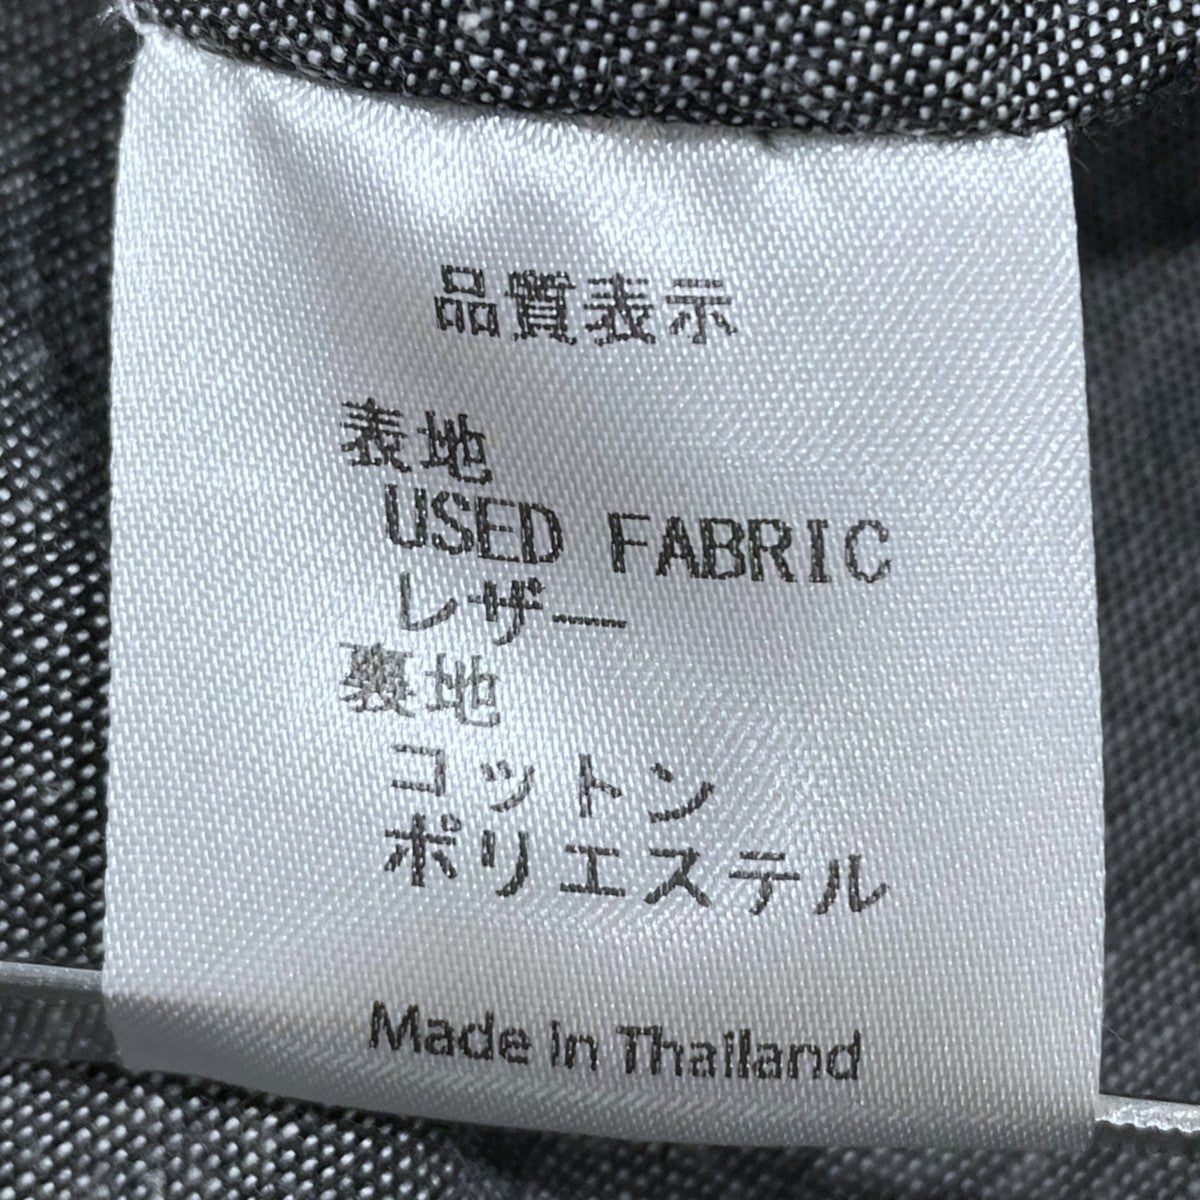 品質表示
表地
USED FABRIC
レザー
裏地
コットン
ポリエステル
Made in Thailand